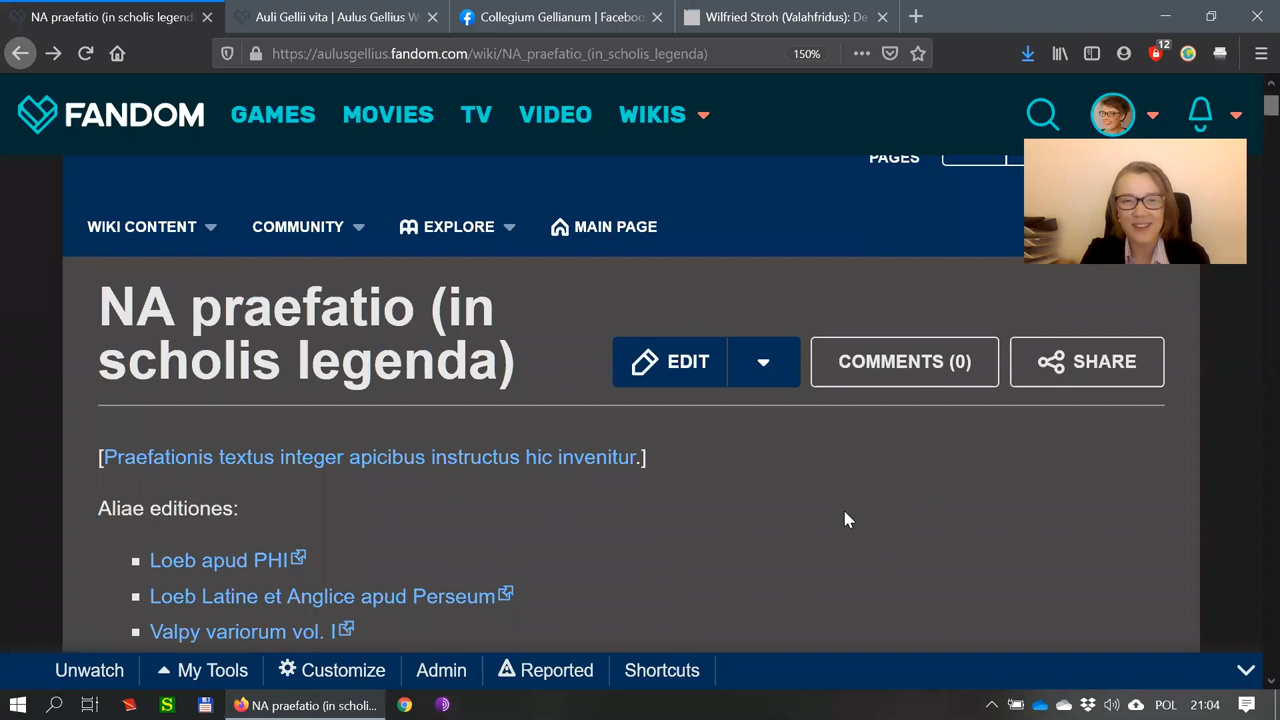 NA praefatio (in scholis legend
Auli Gellii vita | Aulus Gellius W
Collegium Gellianum | Faceboo
Wilfried Stroh (Valahfridus): De
https://aulusgellius.fandom.com/wiki/NA_praefatio_(in_scholis_legenda)
150%
12
FANDOM GAMES MOVIES TV VIDEO WIKIS
PAGES
WIKI CONTENT COMMUNITY EXPLORE MAIN PAGE
NA praefatio (in
scholis legenda)
EDIT COMMENTS (0) SHARE
[Praefationis textus integer apicibus instructus hic invenitur.]
Aliae editiones:
Loeb apud PHI
Loeb Latine et Anglice apud Perseum
Valpy variorum vol. I
Unwatch My Tools Customize Admin Reported Shortcuts
NA praefatio (in scholi...
POL 21:04